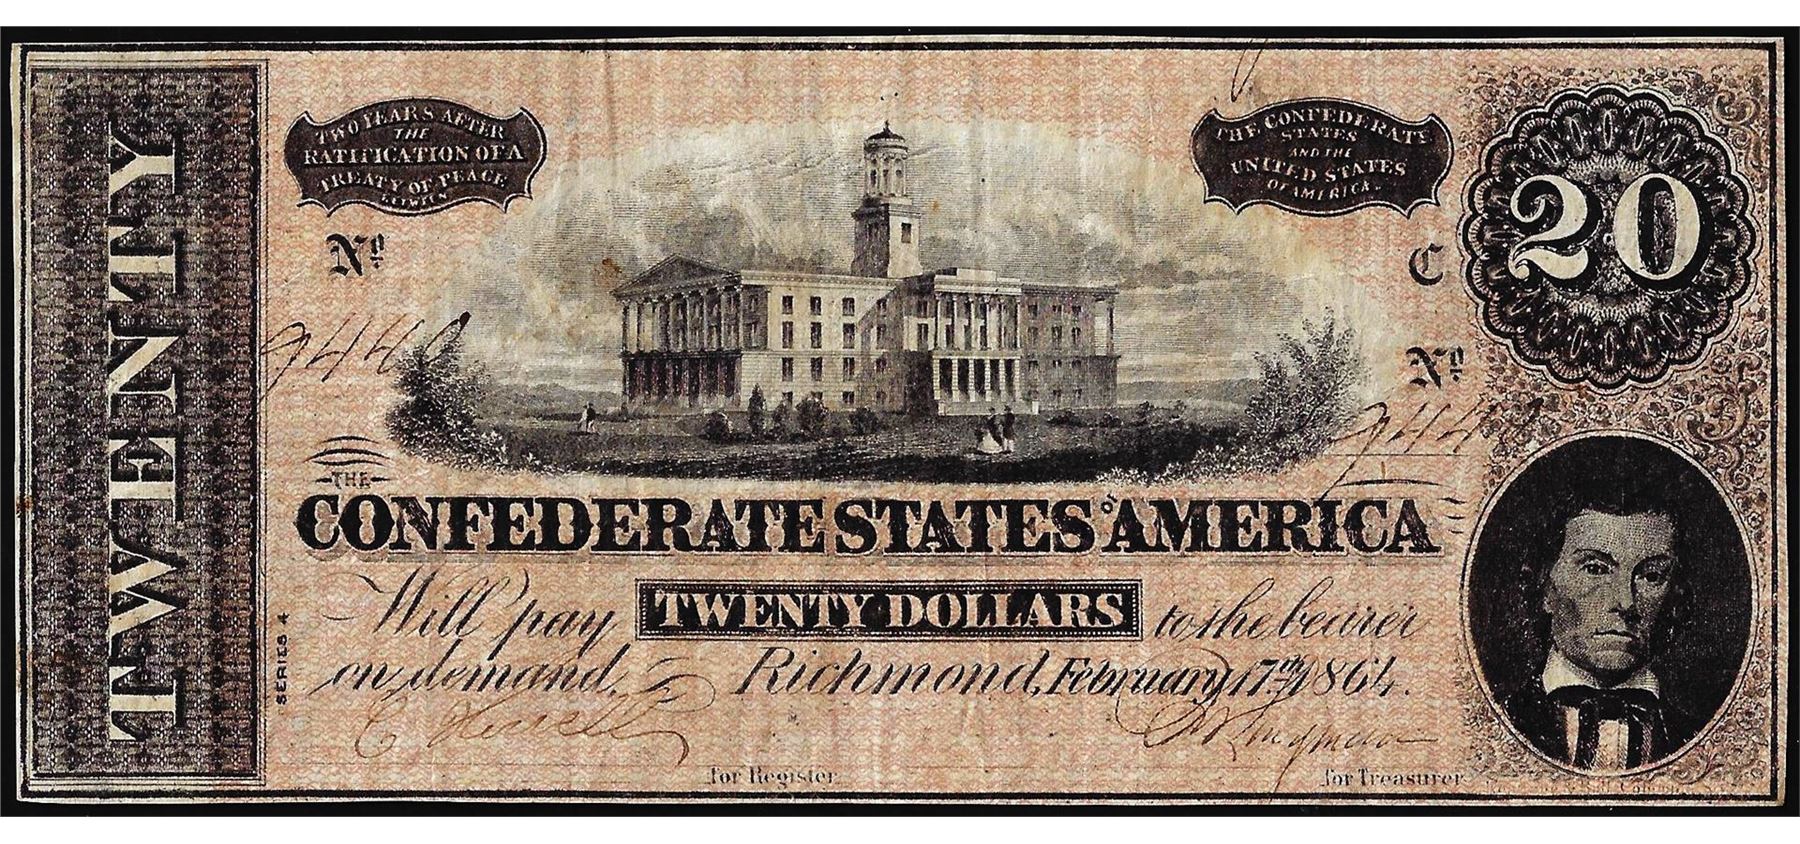 TWENTY
TWO YEARS AFTER
THE
RATIFICATION OF A
TREATY OF PEACE
BETWEEN
THE CONFEDERATE
STATES
AND THE
UNITED STATES
OF AMERICA.
20
No.
C
No.
THE
CONFEDERATE STATES OF AMERICA
Will pay TWENTY DOLLARS to the bearer
on demand. Richmond, February 17th, 1864.
SERIES 4
for Register
for Treasurer